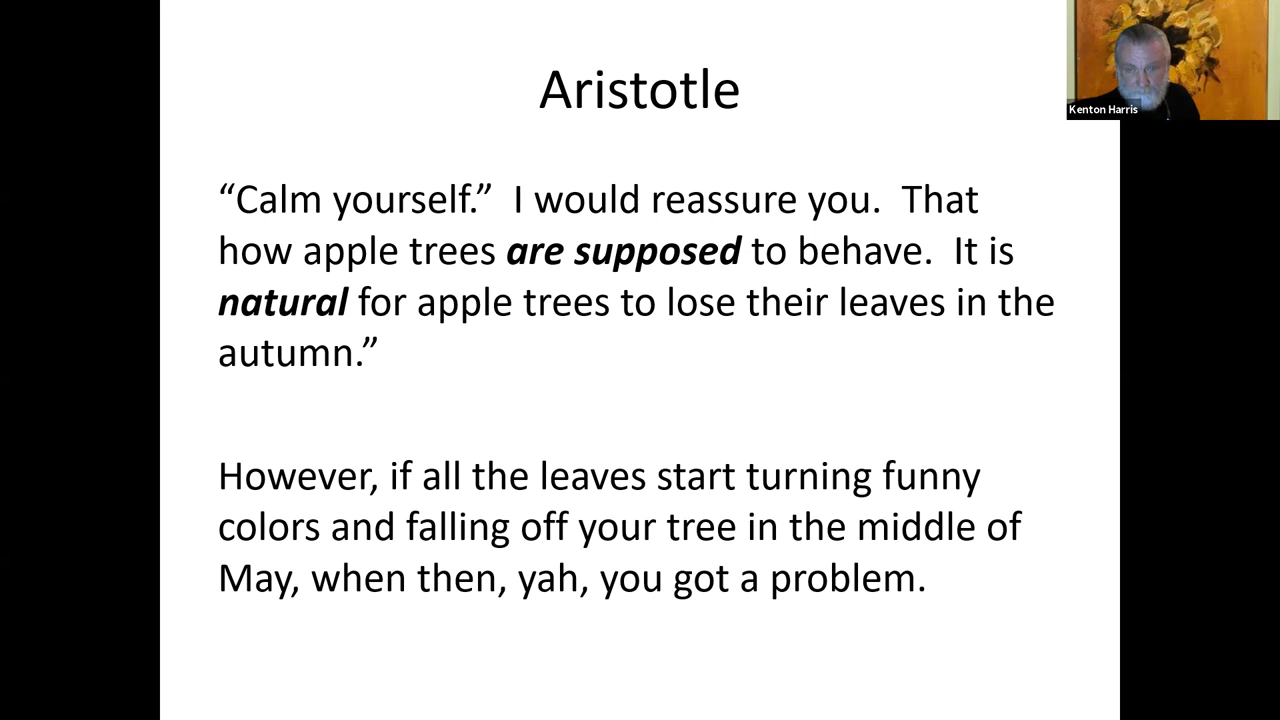 Aristotle
Kenton Harris
“Calm yourself.”  I would reassure you.  That
how apple trees are supposed to behave.  It is
natural for apple trees to lose their leaves in the
autumn.”
However, if all the leaves start turning funny
colors and falling off your tree in the middle of
May, when then, yah, you got a problem.